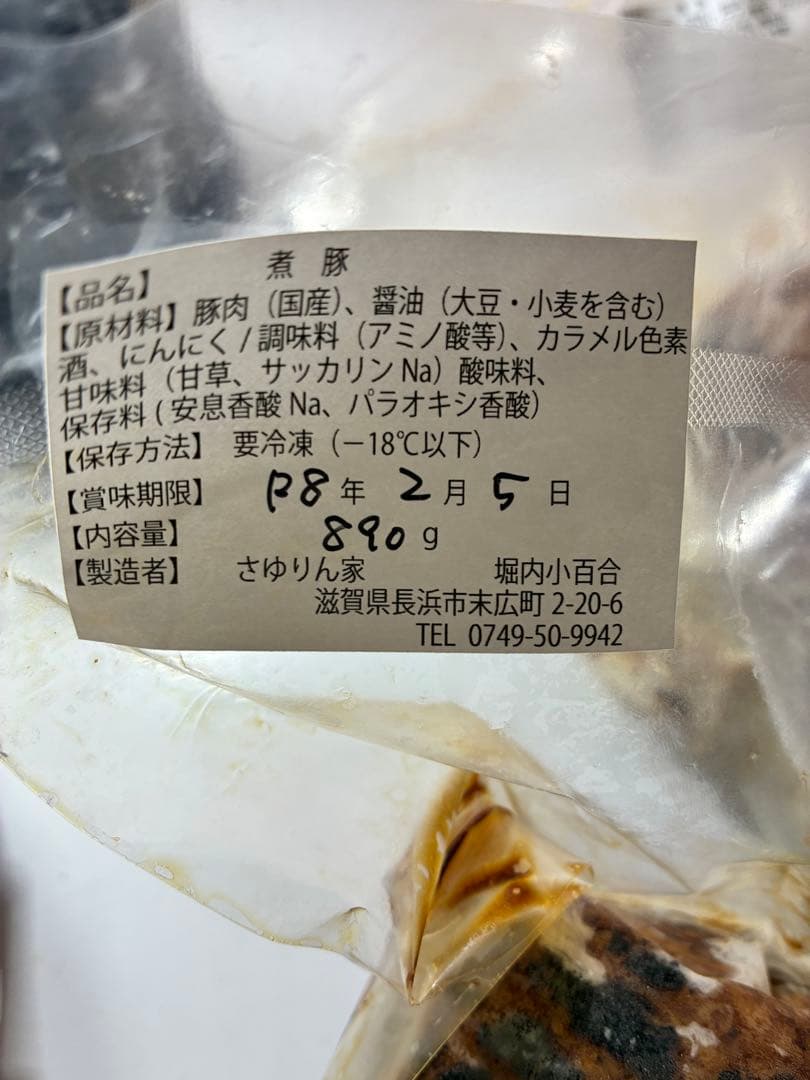 煮 豚
【品名】
【原材料】豚肉（国産）、醤油（大豆・小麦を含む）
酒、にんにく / 調味料（アミノ酸等）、カラメル色素
甘味料（甘草、サッカリン Na）酸味料、
保存料 ( 安息香酸 Na、パラオキシ香酸）
【保存方法】 要冷凍（－18℃以下）
【賞味期限】 R8 年 2 月 5 日
【内容量】 890 g
【製造者】 さゆりん家 堀内小百合
滋賀県長浜市末広町 2-20-6
TEL 0749-50-9942